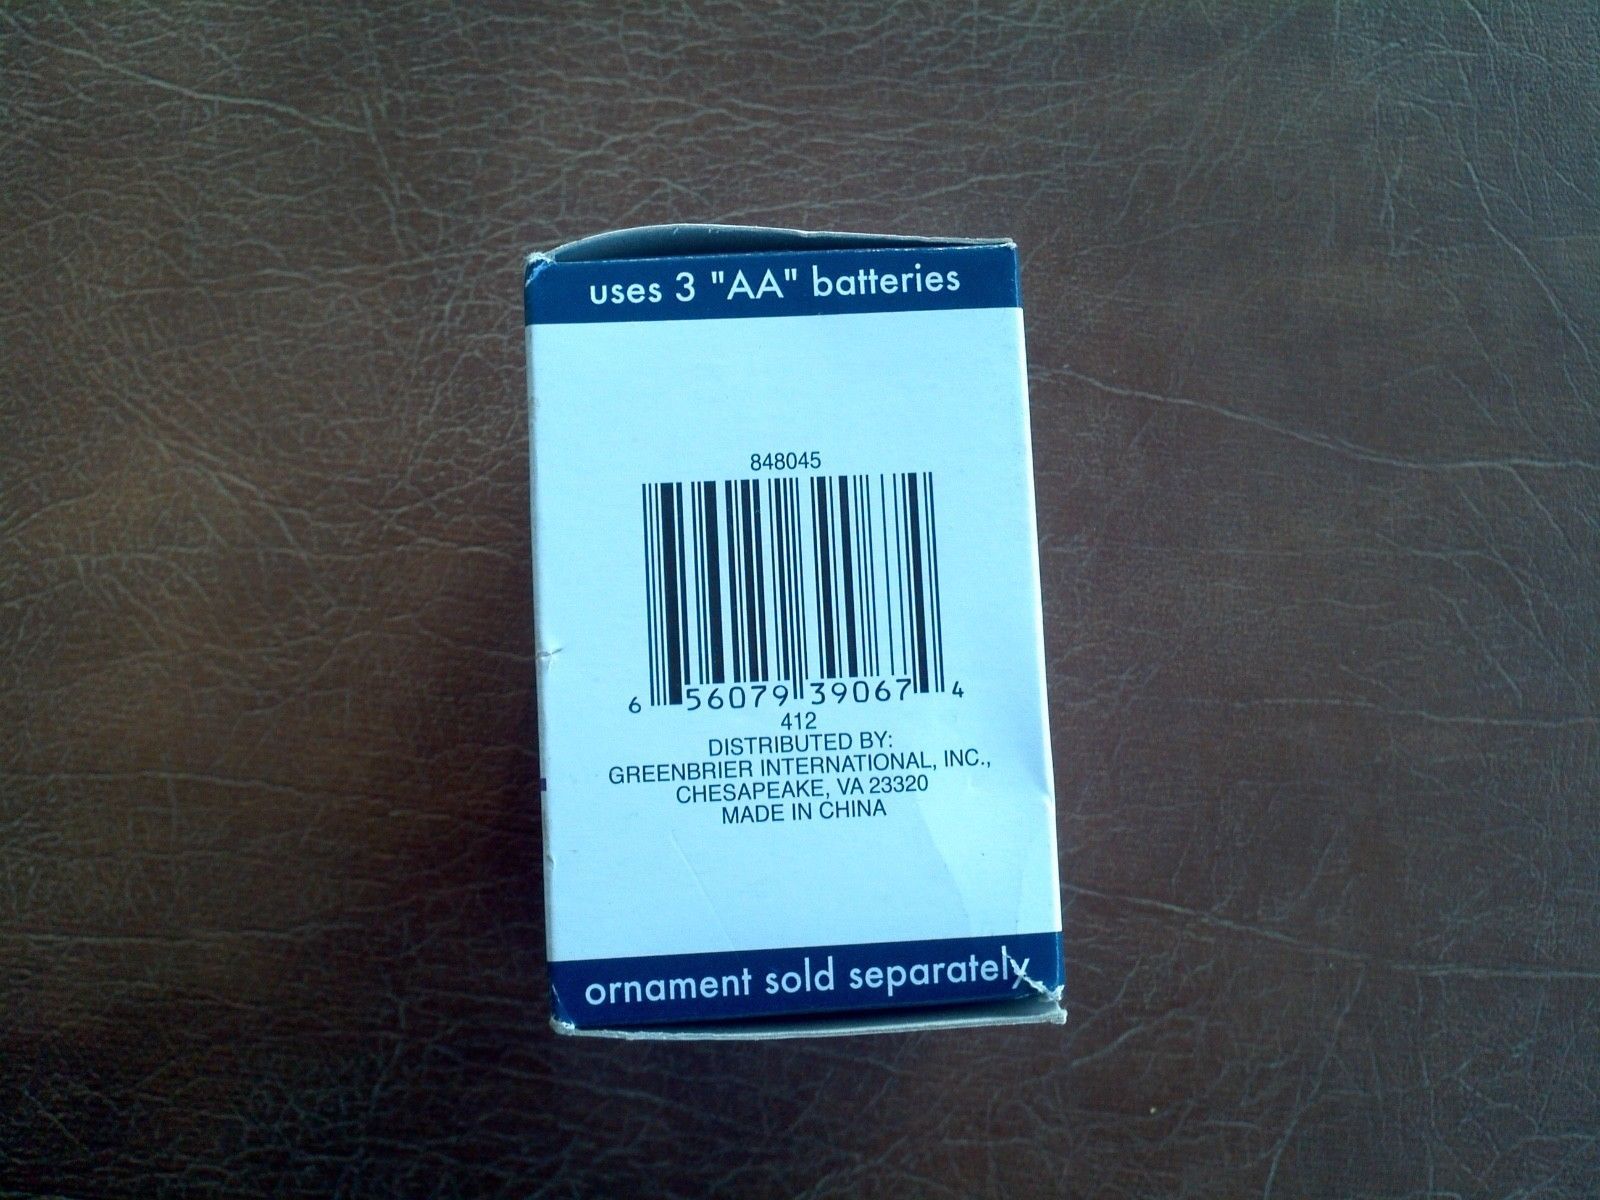 uses 3 "AA" batteries
848045
6 56079 39067 4
412
DISTRIBUTED BY:
GREENBRIER INTERNATIONAL, INC.,
CHESAPEAKE, VA 23320
MADE IN CHINA
ornament sold separately